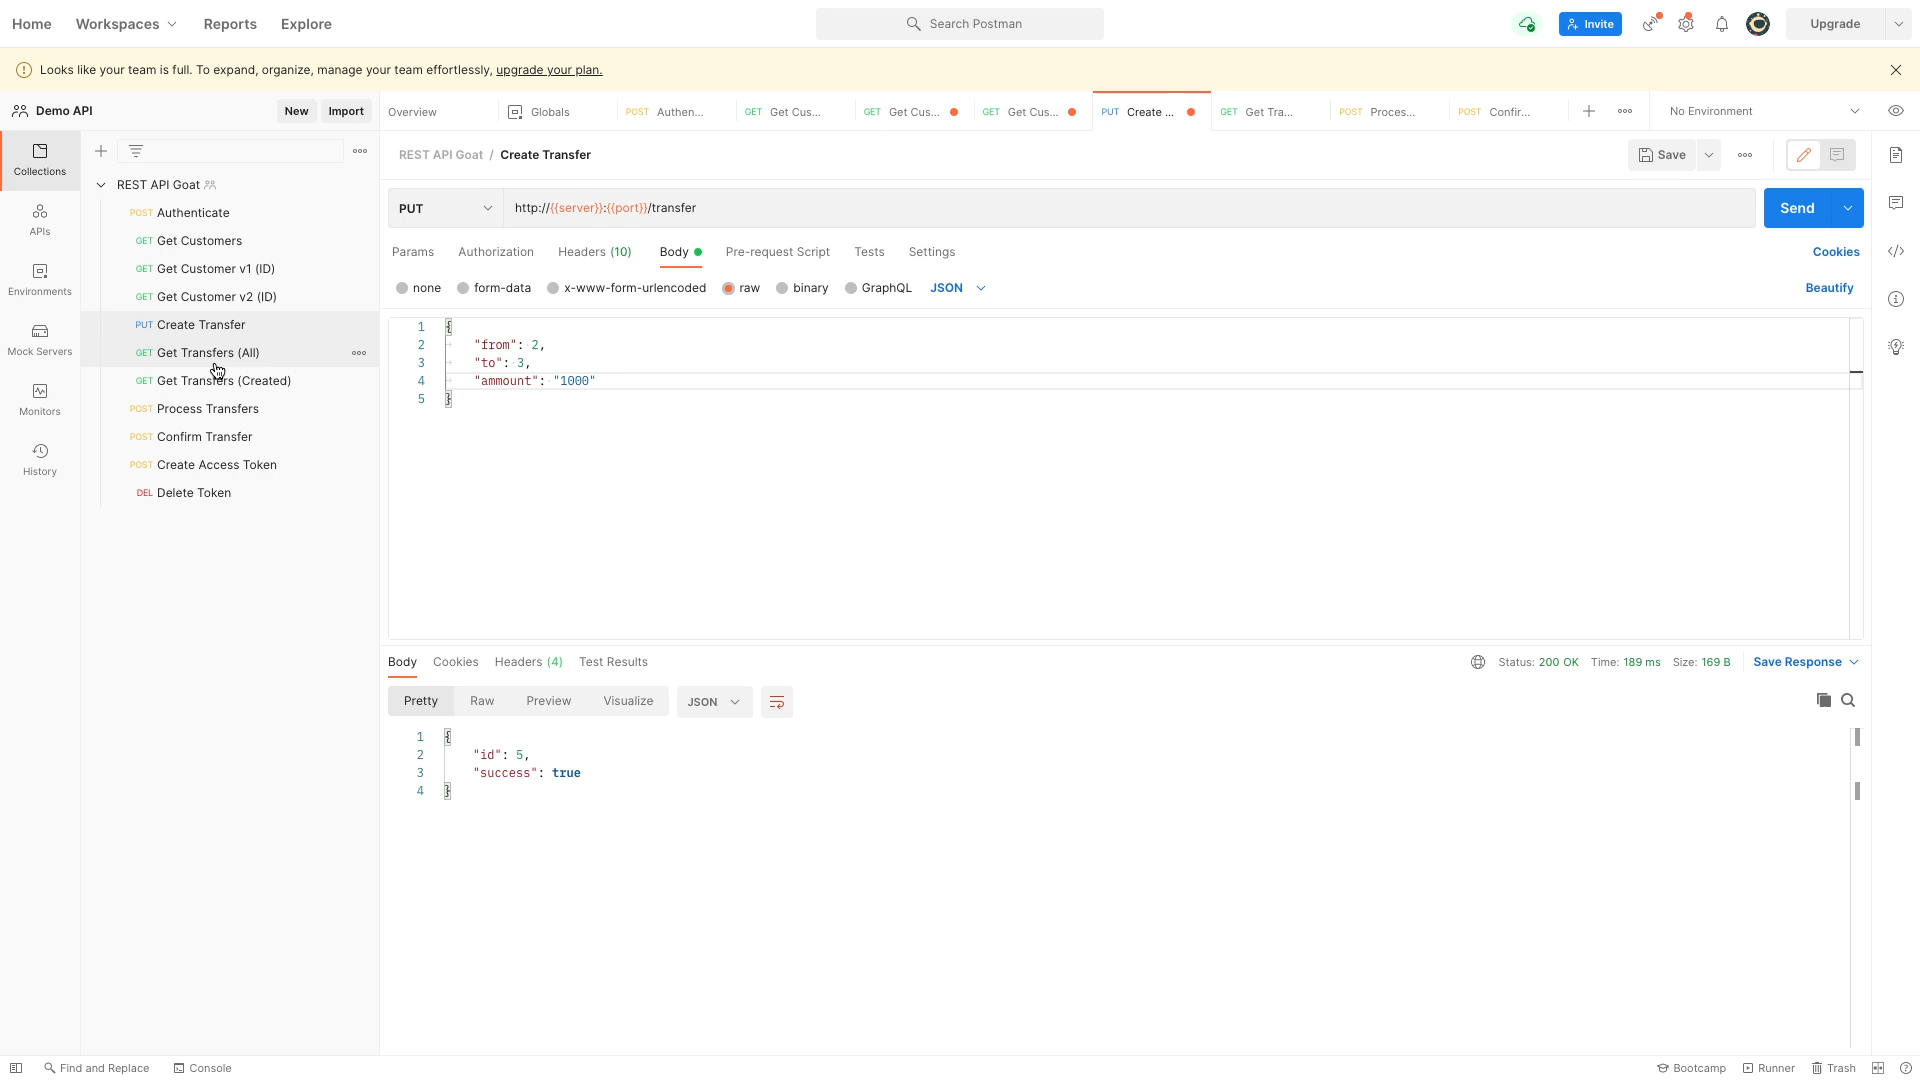 Home Workspaces Reports Explore Search Postman Invite Upgrade
Looks like your team is full. To expand, organize, manage your team effortlessly, upgrade your plan.
Demo API New Import
Overview Globals POST Authen... GET Get Cus... GET Get Cus... GET Get Cus... PUT Create ... GET Get Tra... POST Proces... POST Confir... No Environment
Collections
APIs
Environments
Mock Servers
Monitors
History
REST API Goat
POST Authenticate
GET Get Customers
GET Get Customer v1 (ID)
GET Get Customer v2 (ID)
PUT Create Transfer
GET Get Transfers (All)
GET Get Transfers (Created)
POST Process Transfers
POST Confirm Transfer
POST Create Access Token
DEL Delete Token
REST API Goat / Create Transfer Save
PUT http://{{server}}:{{port}}/transfer Send
Params Authorization Headers (10) Body Pre-request Script Tests Settings Cookies
none form-data x-www-form-urlencoded raw binary GraphQL JSON Beautify
1 {
2 "from": 2,
3 "to": 3,
4 "ammount": "1000"
5 }
Body Cookies Headers (4) Test Results Status: 200 OK Time: 189 ms Size: 169 B Save Response
Pretty Raw Preview Visualize JSON
1 {
2 "id": 5,
3 "success": true
4 }
Find and Replace Console Bootcamp Runner Trash